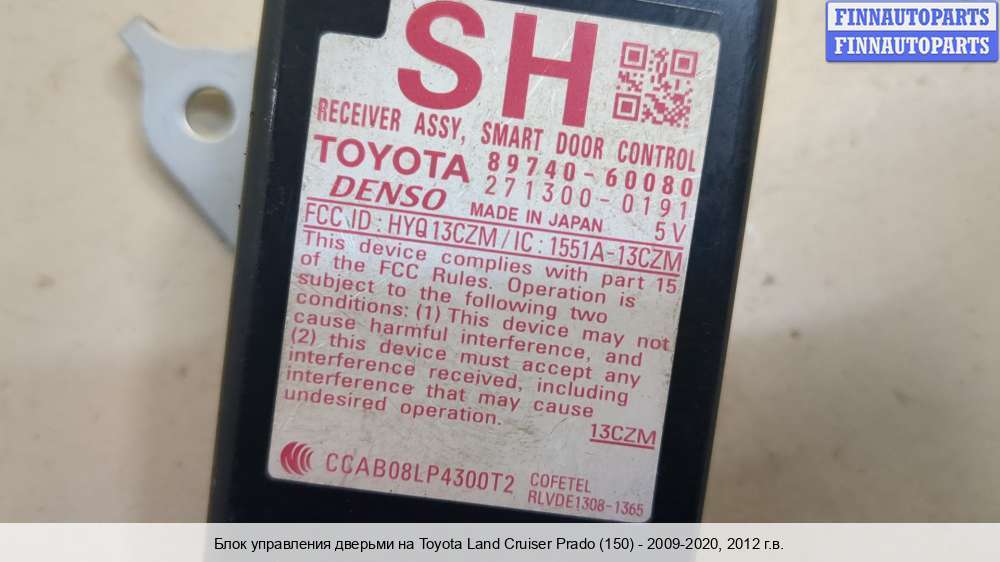 FINNAUTOPARTS
FINNAUTOPARTS
SH
RECEIVER ASSY, SMART DOOR CONTROL
TOYOTA 89740-60080
DENSO 271300-0191
MADE IN JAPAN 5V
FCC ID : HYQ13CZM / IC : 1551A-13CZM
This device complies with part 15
of the FCC Rules. Operation is
subject to the following two
conditions: (1) This device may not
cause harmful interference, and
(2) this device must accept any
interference received, including
interference that may cause
undesired operation.
13CZM
CCAB08LP4300T2
COFETEL
RLVDE1308-1365
Блок управления дверьми на Toyota Land Cruiser Prado (150) - 2009-2020, 2012 г.в.